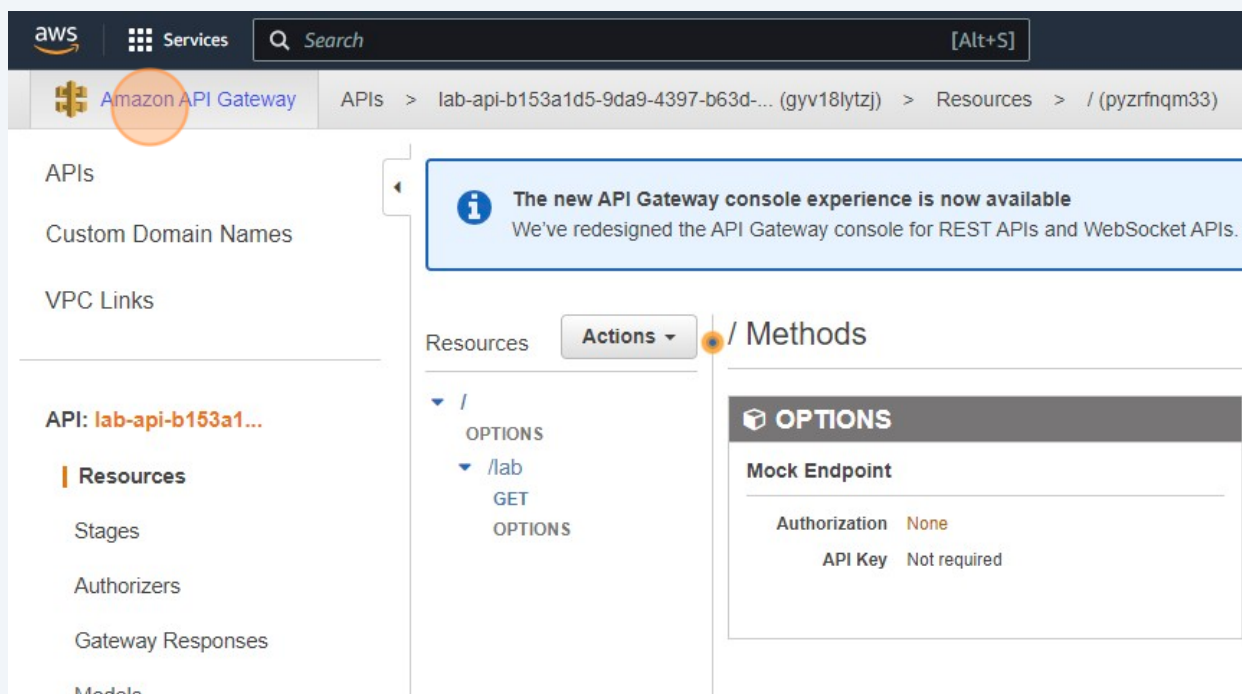 aws Services Search [Alt+S]
Amazon API Gateway APIs > lab-api-b153a1d5-9da9-4397-b63d-... (gyv18lytzj) > Resources > / (pyzrfnqm33)
APIs
Custom Domain Names
VPC Links
API: lab-api-b153a1...
Resources
Stages
Authorizers
Gateway Responses
Models
The new API Gateway console experience is now available
We've redesigned the API Gateway console for REST APIs and WebSocket APIs.
Resources Actions
/
OPTIONS
/lab
GET
OPTIONS
/ Methods
OPTIONS
Mock Endpoint
Authorization None
API Key Not required